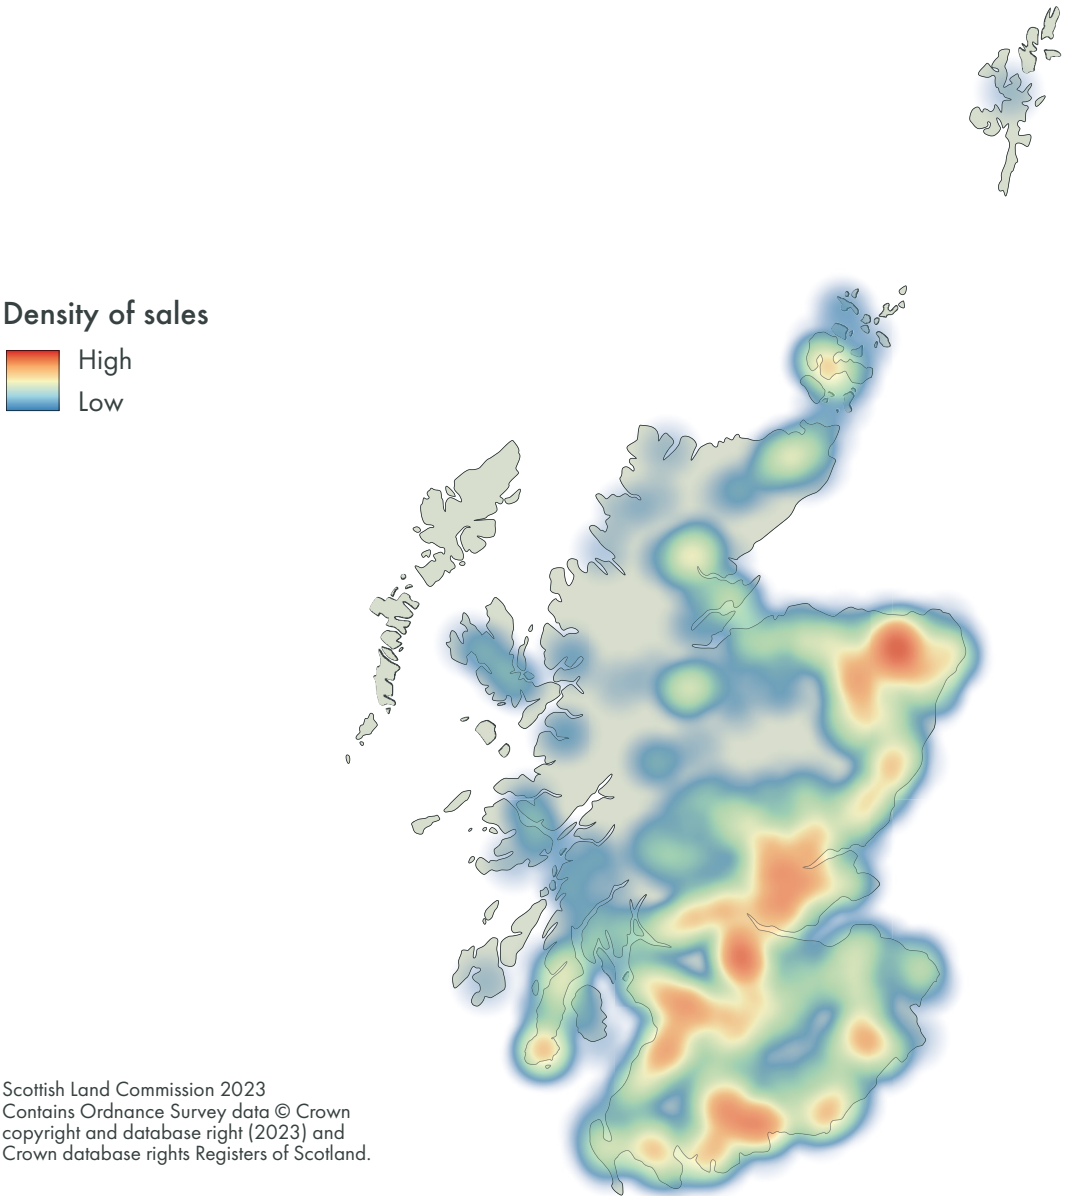 Density of sales
High
Low
Scottish Land Commission 2023
Contains Ordnance Survey data © Crown
copyright and database right (2023) and
Crown database rights Registers of Scotland.